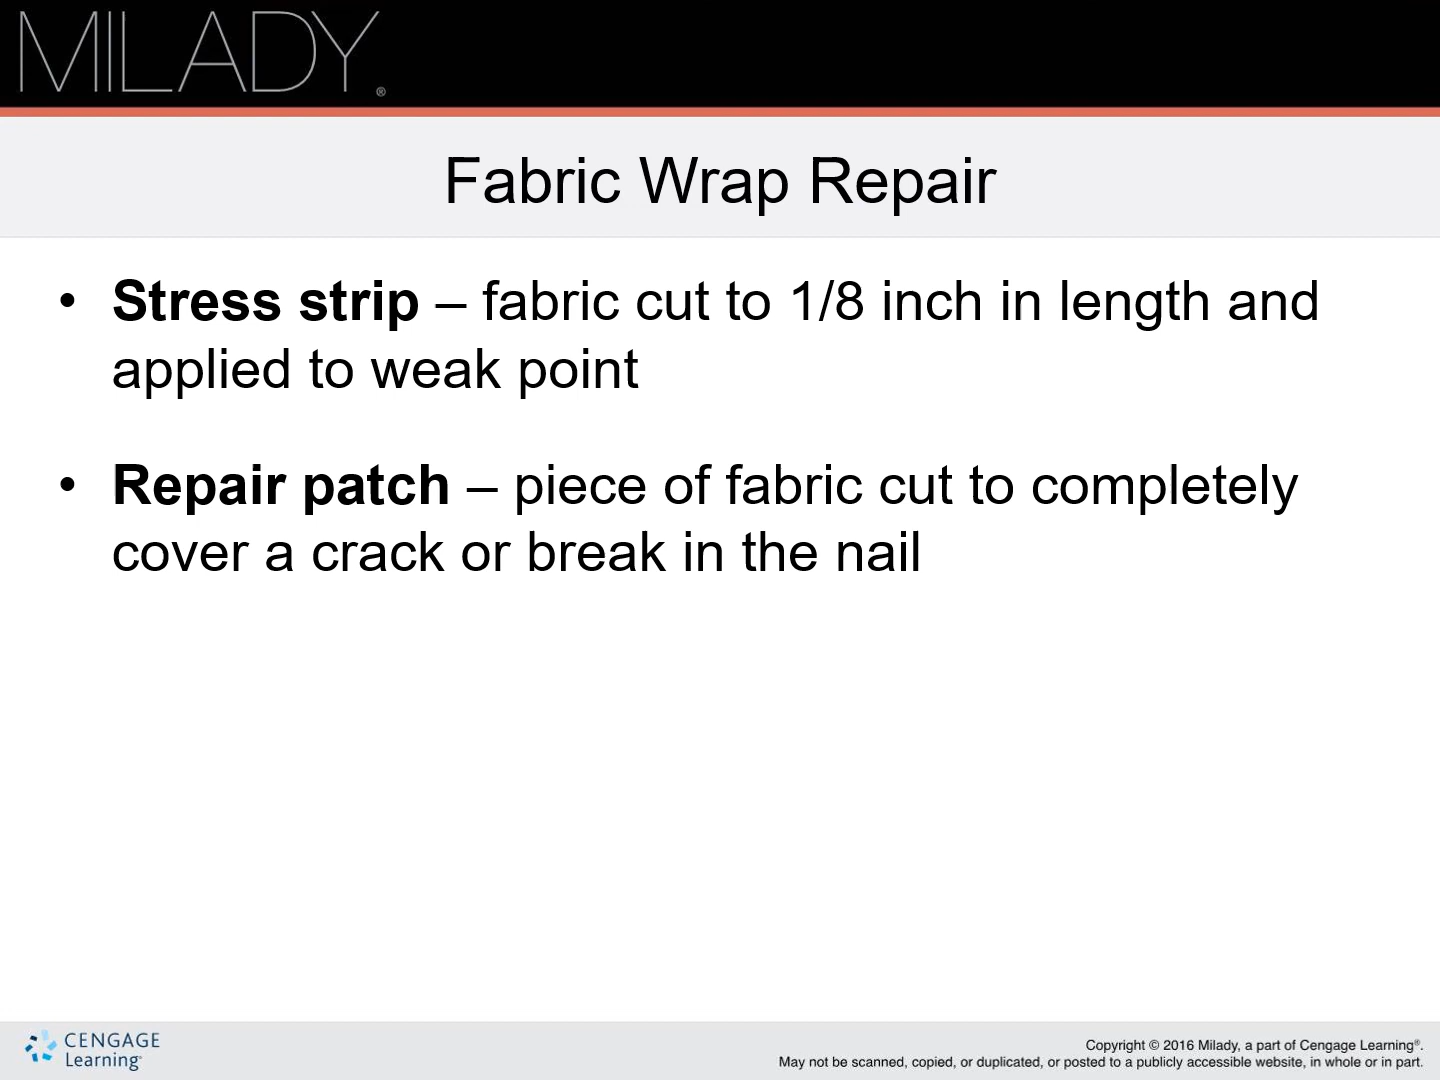 MILADY®
Fabric Wrap Repair
• Stress strip – fabric cut to 1/8 inch in length and
applied to weak point
• Repair patch – piece of fabric cut to completely
cover a crack or break in the nail
CENGAGE
Learning·
Copyright © 2016 Milady, a part of Cengage Learning®.
May not be scanned, copied, or duplicated, or posted to a publicly accessible website, in whole or in part.